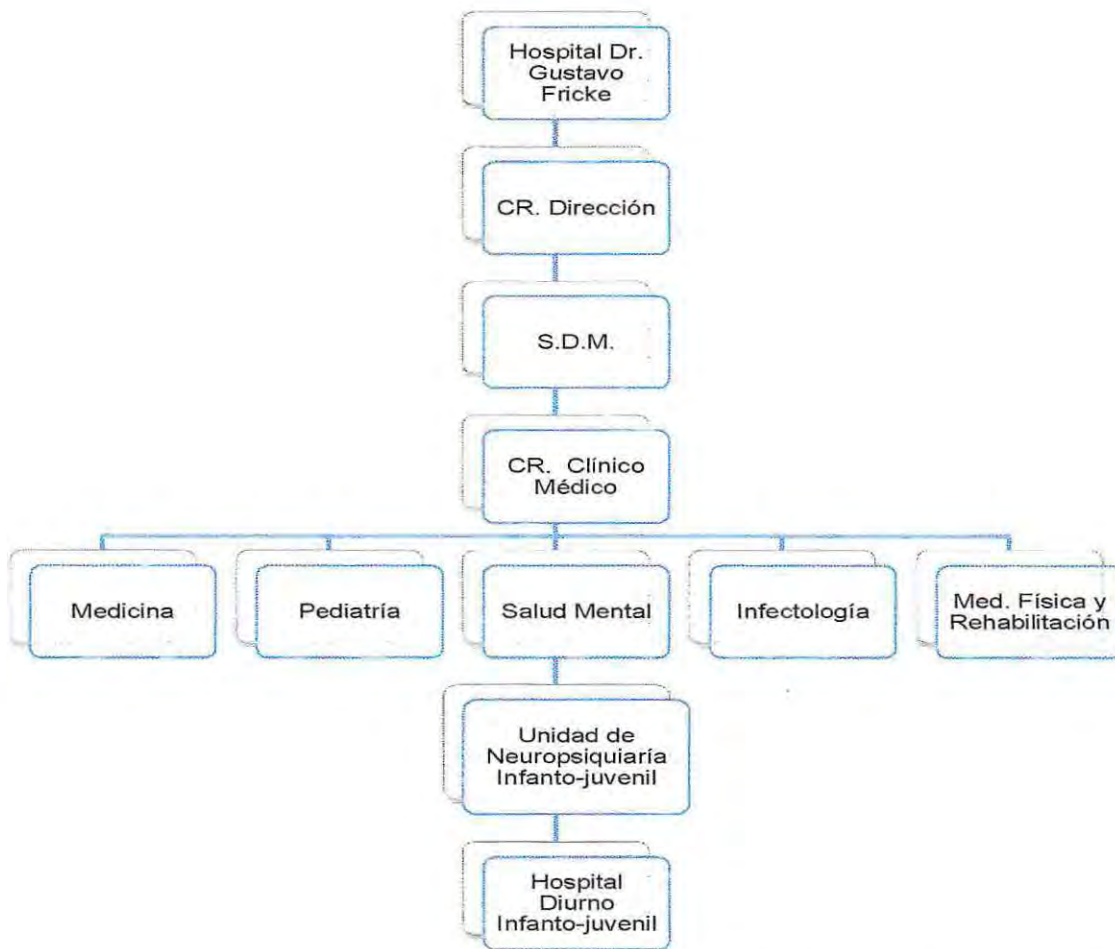 Hospital Dr.
Gustavo
Fricke
CR. Dirección
S.D.M.
CR. Clínico
Médico
Medicina
Pediatría
Salud Mental
Infectología
Med. Física y
Rehabilitación
Unidad de
Neuropsiquiaría
Infanto-juvenil
Hospital
Diurno
Infanto-juvenil